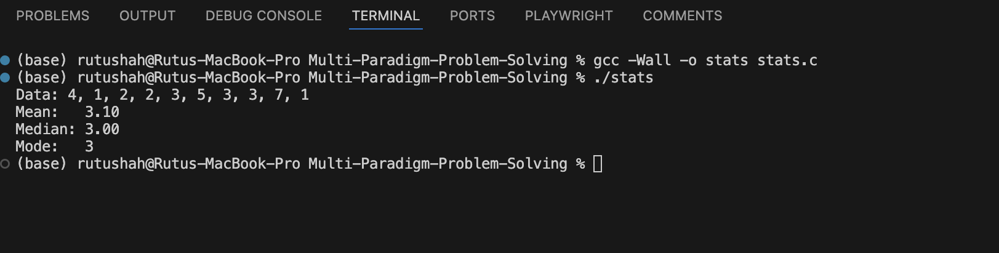 PROBLEMS OUTPUT DEBUG CONSOLE TERMINAL PORTS PLAYWRIGHT COMMENTS
(base) rutushah@Rutus-MacBook-Pro Multi-Paradigm-Problem-Solving % gcc -Wall -o stats stats.c
(base) rutushah@Rutus-MacBook-Pro Multi-Paradigm-Problem-Solving % ./stats
Data: 4, 1, 2, 2, 3, 5, 3, 3, 7, 1
Mean:   3.10
Median: 3.00
Mode:   3
(base) rutushah@Rutus-MacBook-Pro Multi-Paradigm-Problem-Solving %